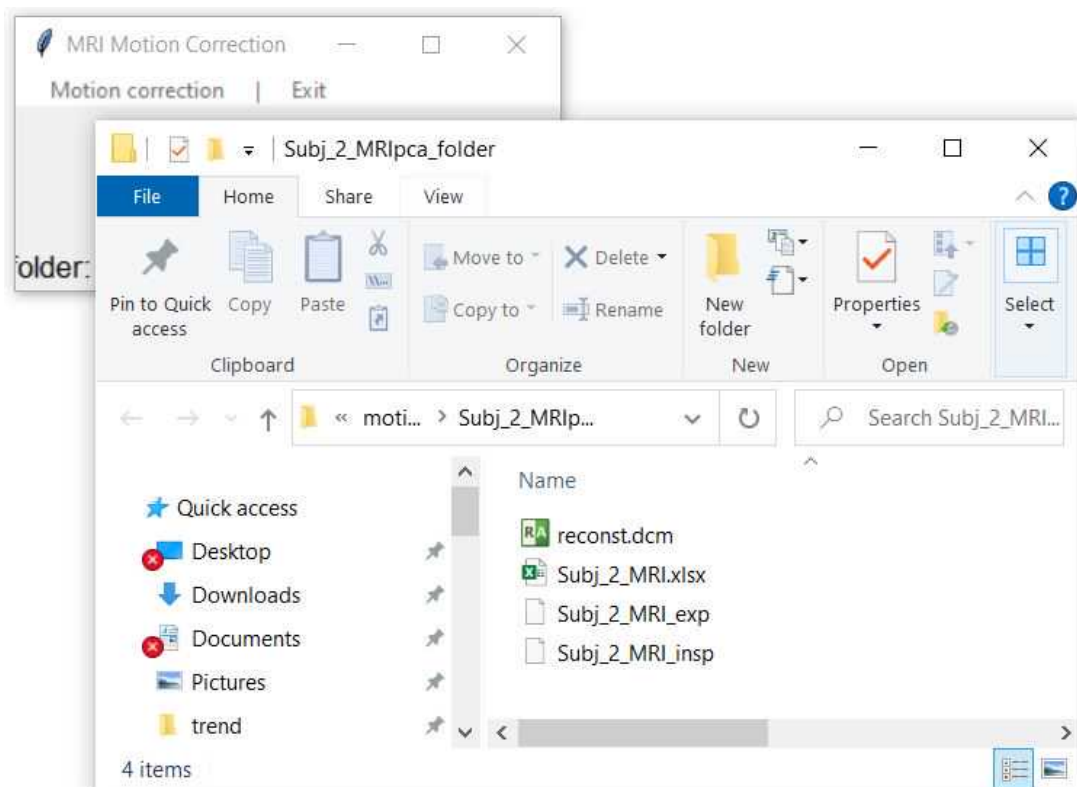 MRI Motion Correction
Motion correction | Exit
Subj_2_MRIpca_folder
File Home Share View
older:
Pin to Quick access
Copy
Paste
Move to
Copy to
Delete
Rename
New folder
Properties
Select
Clipboard Organize New Open
« moti... > Subj_2_MRIp...
Search Subj_2_MRI...
Name
Quick access
Desktop
Downloads
Documents
Pictures
trend
reconst.dcm
Subj_2_MRI.xlsx
Subj_2_MRI_exp
Subj_2_MRI_insp
4 items